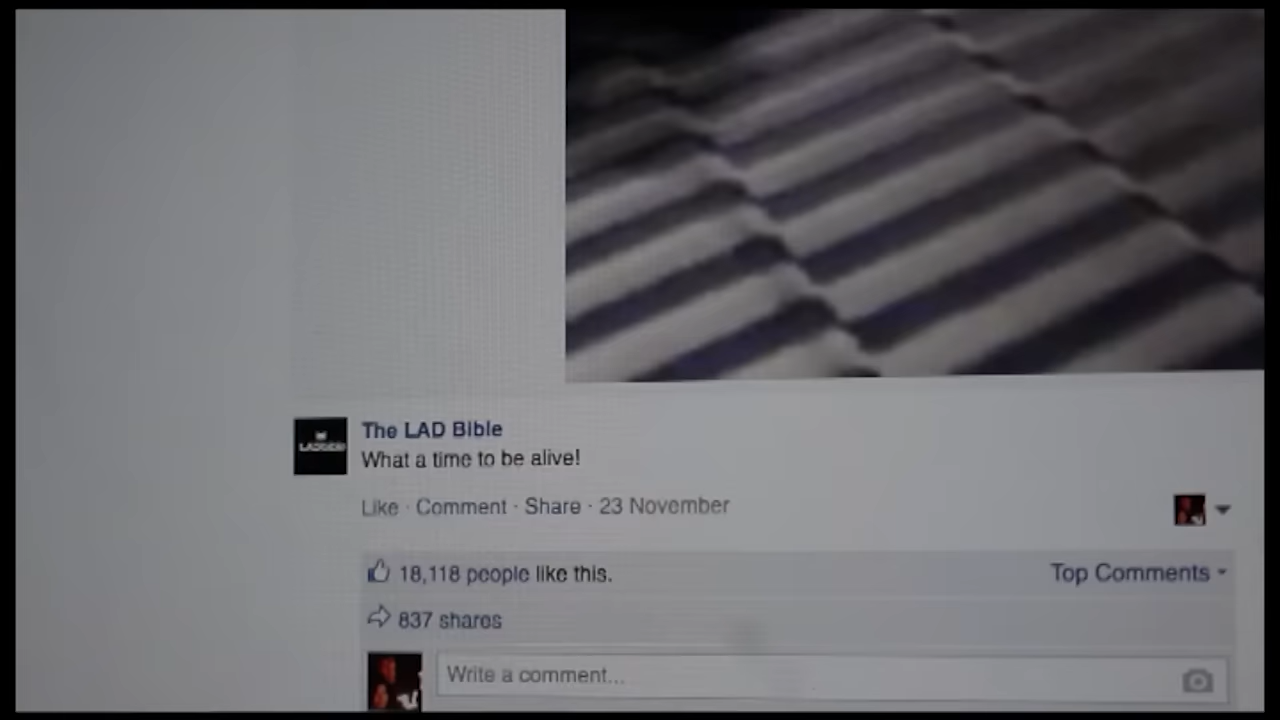 The LAD Bible
LADBIBLE
What a time to be alive!
Like · Comment · Share · 23 November
18,118 people like this.
Top Comments
837 shares
Write a comment...